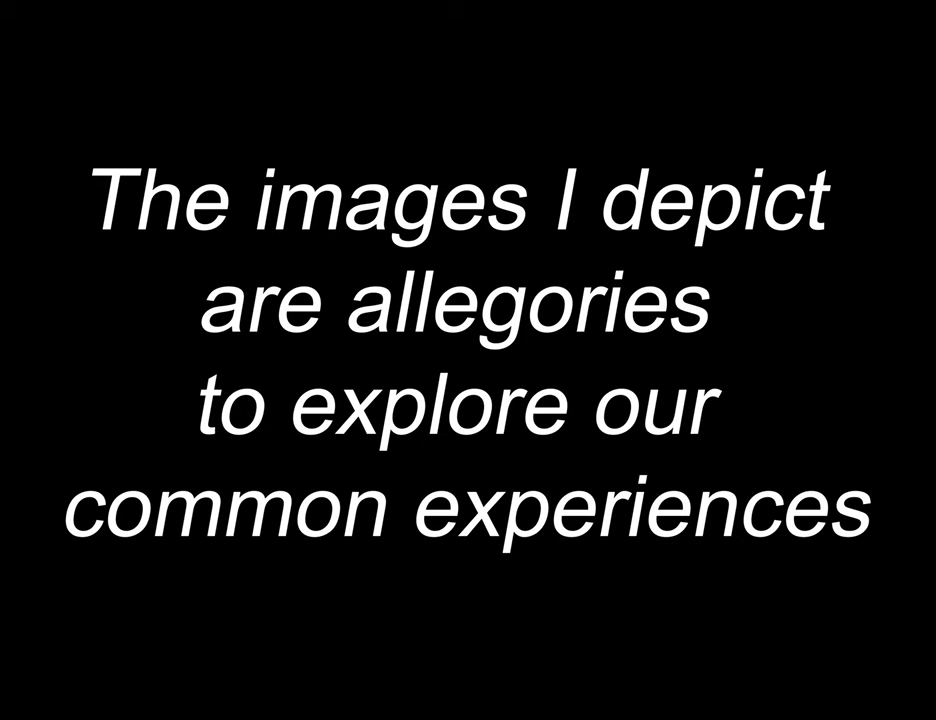 The images I depict
are allegories
to explore our
common experiences